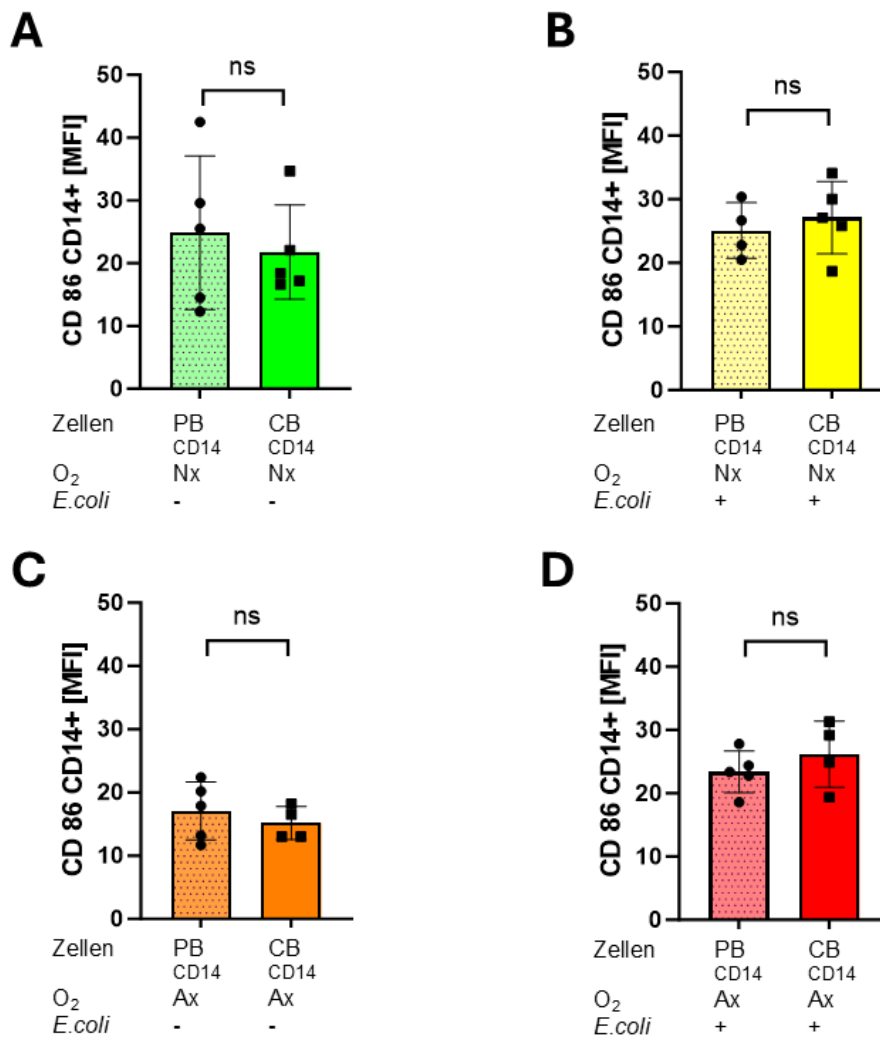 A
ns
CD 86 CD14+ [MFI]
50
40
30
20
10
0
Zellen PB CB
CD14 CD14
O₂ Nx Nx
E.coli - -
B
ns
CD 86 CD14+ [MFI]
50
40
30
20
10
0
Zellen PB CB
CD14 CD14
O₂ Nx Nx
E.coli + +
C
ns
CD 86 CD14+ [MFI]
50
40
30
20
10
0
Zellen PB CB
CD14 CD14
O₂ Ax Ax
E.coli - -
D
ns
CD 86 CD14+ [MFI]
50
40
30
20
10
0
Zellen PB CB
CD14 CD14
O₂ Ax Ax
E.coli + +